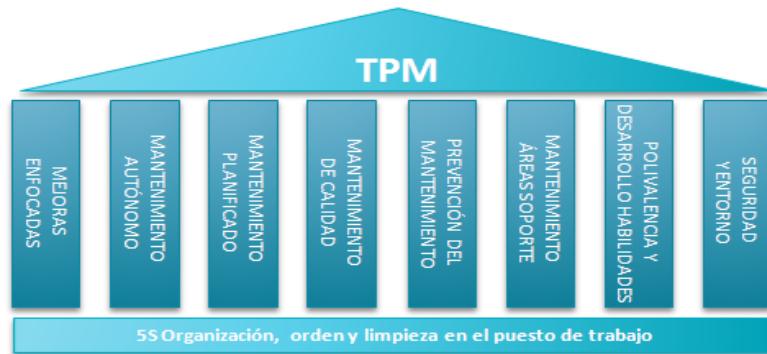 TPM
MEJORAS
ENFOCADAS
MANTENIMIENTO
AUTÓNOMO
MANTENIMIENTO
PLANIFICADO
MANTENIMIENTO
DE CALIDAD
PREVENCIÓN DEL
MANTENIMIENTO
MANTENIMIENTO
ÁREAS SOPORTE
POLIVALENCIA Y
DESARROLLO HABILIDADES
SEGURIDAD
YENTORNO
5S Organización, orden y limpieza en el puesto de trabajo